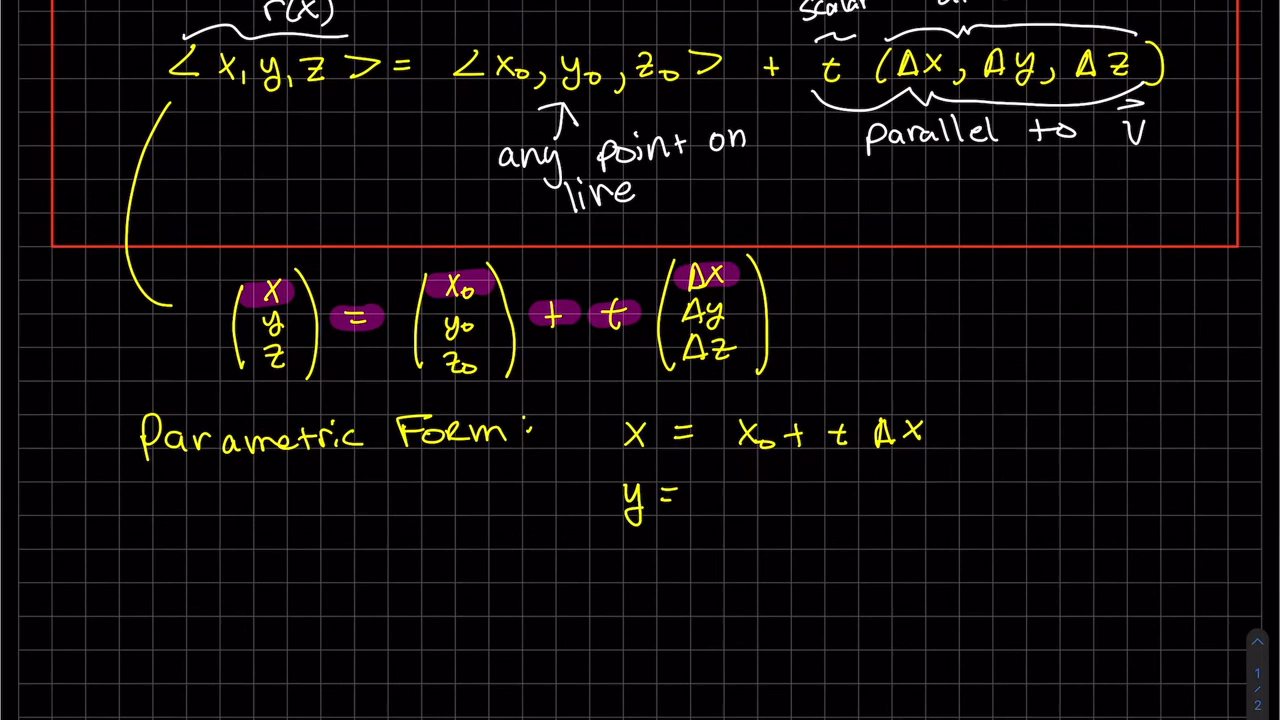 r(x)
scalar
< x, y, z > = < x₀, y₀, z₀ > + t (Δx, Δy, Δz)
any point on
line
parallel to v⃗
(x y z) = (x₀ y₀ z₀) + t (Δx Δy Δz)
Parametric Form: x = x₀ + t Δx
y =
1 / 2